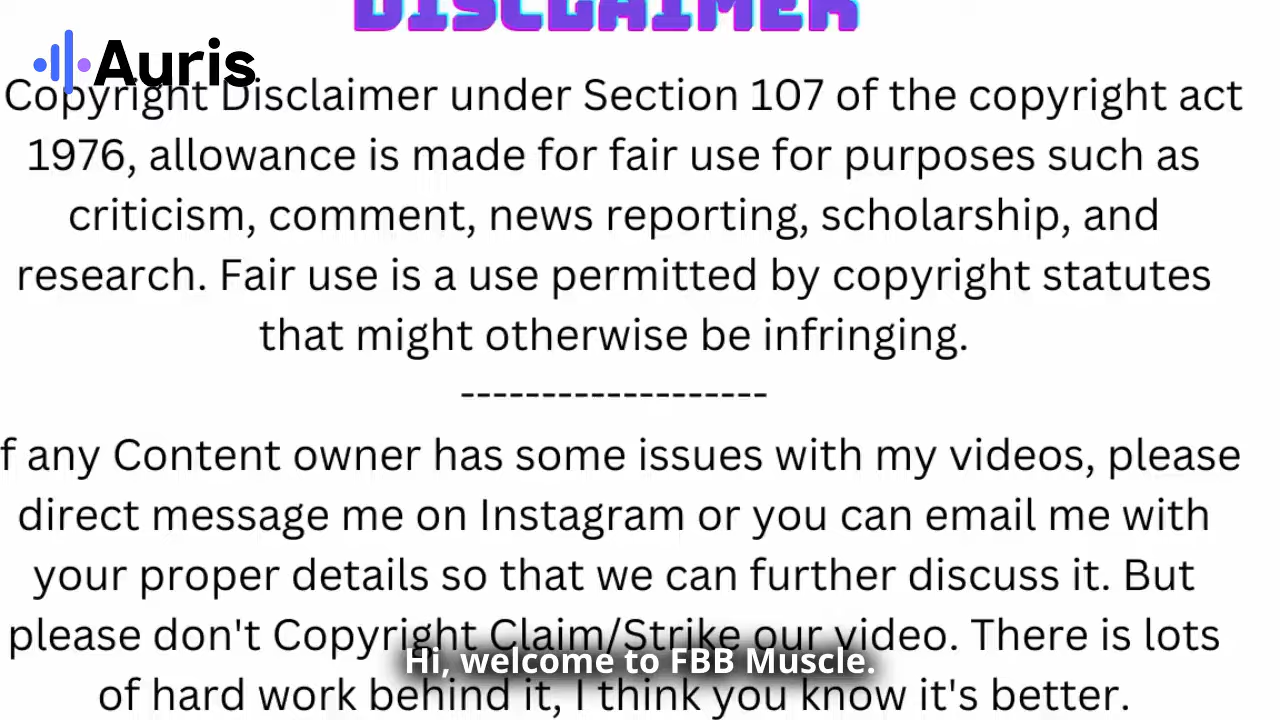 DISCLAIMER
Auris
Copyright Disclaimer under Section 107 of the copyright act
1976, allowance is made for fair use for purposes such as
criticism, comment, news reporting, scholarship, and
research. Fair use is a use permitted by copyright statutes
that might otherwise be infringing.
-------------------
f any Content owner has some issues with my videos, please
direct message me on Instagram or you can email me with
your proper details so that we can further discuss it. But
please don't Copyright Claim/Strike our video. There is lots
Hi, welcome to FBB Muscle.
of hard work behind it, I think you know it's better.